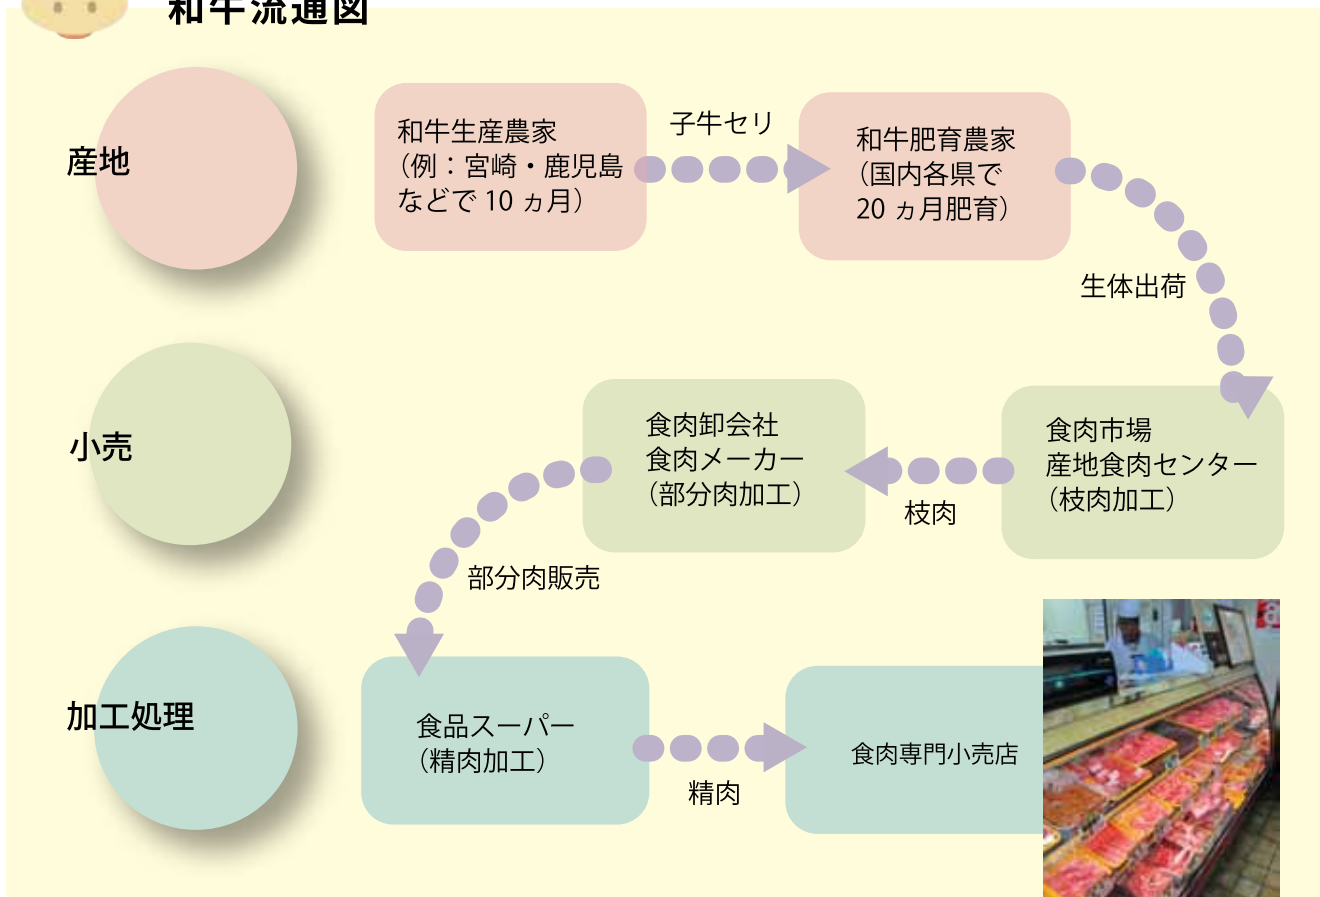 和牛流通図
産地
和牛生産農家
（例：宮崎・鹿児島
などで 10 ヵ月）
子牛セリ
和牛肥育農家
（国内各県で
20 ヵ月肥育）
生体出荷
小売
食肉卸会社
食肉メーカー
（部分肉加工）
枝肉
食肉市場
産地食肉センター
（枝肉加工）
部分肉販売
加工処理
食品スーパー
（精肉加工）
精肉
食肉専門小売店